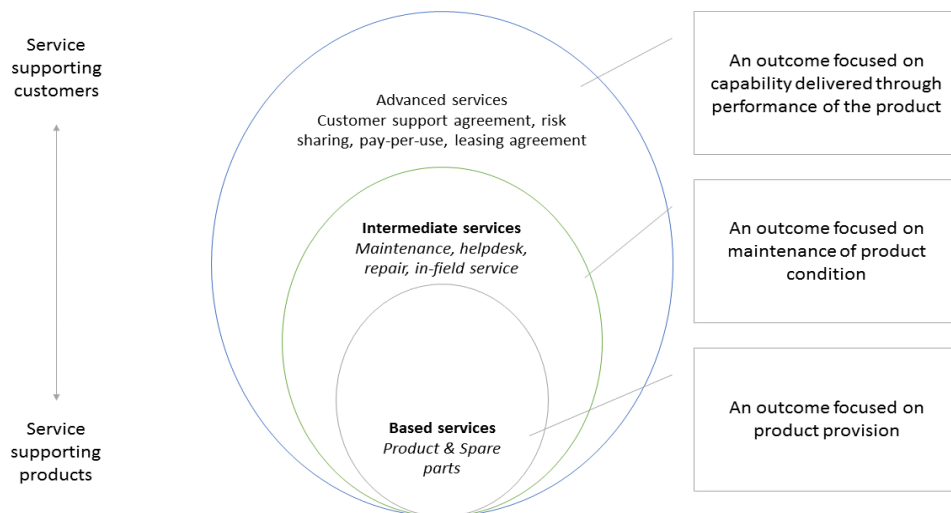 Service
supporting
customers
Advanced services
Customer support agreement, risk
sharing, pay-per-use, leasing agreement
An outcome focused on
capability delivered through
performance of the product
Intermediate services
Maintenance, helpdesk,
repair, in-field service
An outcome focused on
maintenance of product
condition
Service
supporting
products
Based services
Product & Spare
parts
An outcome focused on
product provision